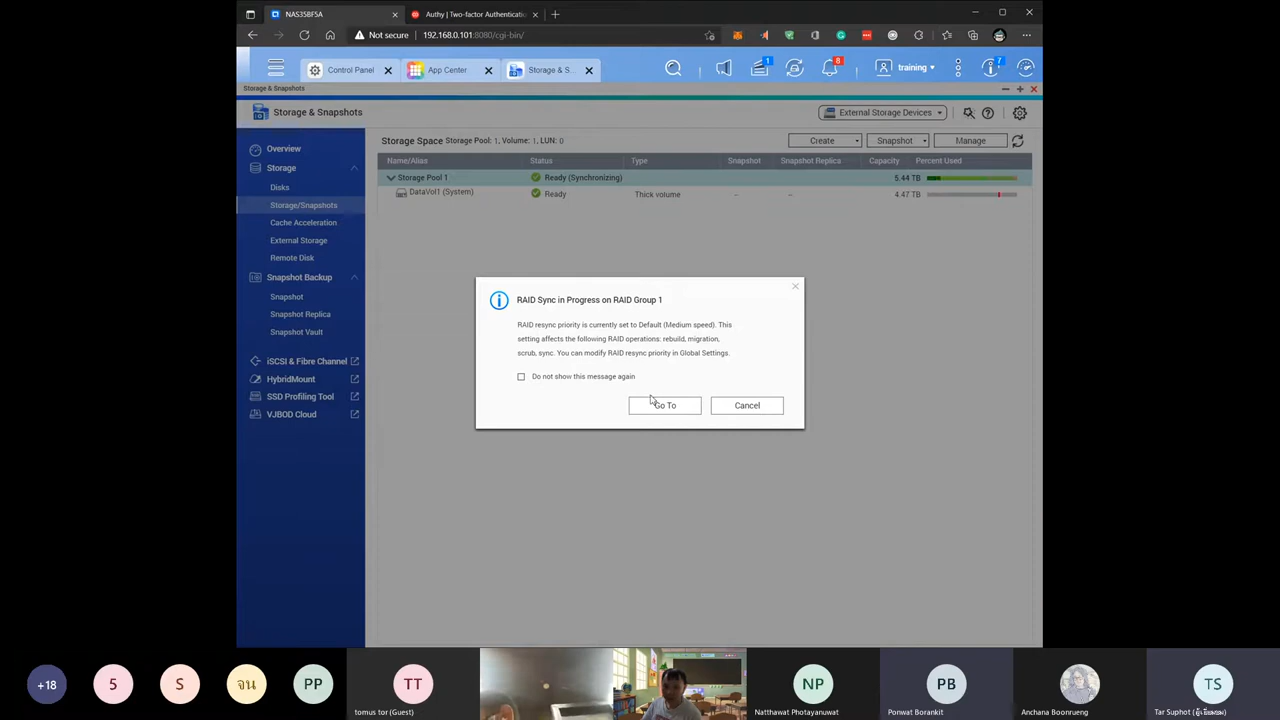 NAS35BF5A
Authy | Two-factor Authenticati
Not secure
192.168.0.101:8080/cgi-bin/
Control Panel
App Center
Storage & S...
1
8
training
7
Storage & Snapshots
Storage & Snapshots
External Storage Devices
Overview
Storage
Disks
Storage/Snapshots
Cache Acceleration
External Storage
Remote Disk
Snapshot Backup
Snapshot
Snapshot Replica
Snapshot Vault
iSCSI & Fibre Channel
HybridMount
SSD Profiling Tool
VJBOD Cloud
Storage Space Storage Pool: 1, Volume: 1, LUN: 0
Create
Snapshot
Manage
Name/Alias Status Type Snapshot Snapshot Replica Capacity Percent Used
Storage Pool 1 Ready (Synchronizing) 5.44 TB
DataVol1 (System) Ready Thick volume -- -- 4.47 TB
RAID Sync in Progress on RAID Group 1
RAID resync priority is currently set to Default (Medium speed). This
setting affects the following RAID operations: rebuild, migration,
scrub, sync. You can modify RAID resync priority in Global Settings.
Do not show this message again
Go To
Cancel
+18
5
S
จน
PP
TT
tomus tor (Guest)
NP
Natthawat Photayanuwat
PB
Ponwat Borankit
Anchana Boonrueng
TS
Tar Suphot